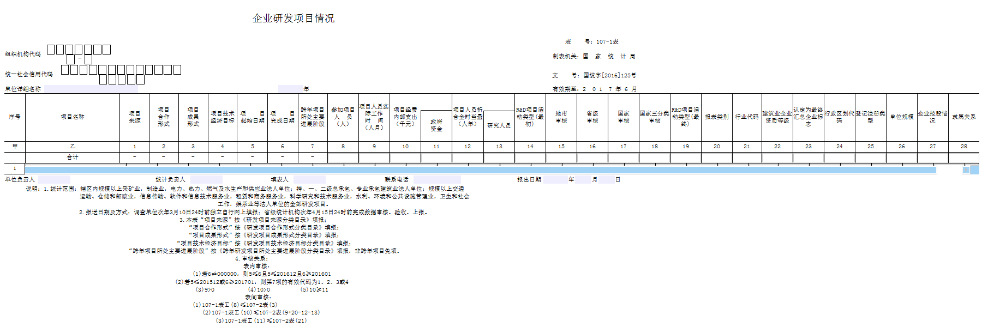 企业研发项目情况
表 号：107-1表
组织机构代码 -
制表机关：国 家 统 计 局
统一社会信用代码
文 号：国统字[2016]125号
单位详细名称 年 有效期至：2 0 1 7 年 6 月
序号 项目名称 项目来源 项目合作形式 项目成果形式 项目技术经济目标 项 目起始日期 项 目完成日期 跨年项目所处主要进展阶段 参加项目人 员（人） 项目人员实际工作时 间（人月） 项目经费内部支出（千元） 政府资金 项目人员折合全时当量（人年） 研究人员 R&D项目活动类型(最初) 地市审核 省级审核 国家审核 国家三分类审核 R&D项目活动类型(最终) 报表类别 行业代码 建筑业企业资质等级 认定为最终汇总企业标志 行政区划代码 登记注册类型 单位规模 企业控股情况 隶属关系
甲 乙 1 2 3 4 5 6 7 8 9 10 11 12 13 14 15 16 17 18 19 20 21 22 23 24 25 26 27 28
合计 - - - - - - -
1
单位负责人 统计负责人 填表人 联系电话 报出日期 年 月 日
说明：1.统计范围：辖区内规模以上采矿业，制造业，电力、热力、燃气及水生产和供应业法人单位；特、一、二级总承包、专业承包建筑业法人单位；规模以上交通
运输、仓储和邮政业，信息传输、软件和信息技术服务业，租赁和商务服务业，科学研究和技术服务业，水利、环境和公共设施管理业，卫生和社会
工作，娱乐业等法人单位的全部研发项目。
2.报送日期及方式：调查单位次年3月10日24时前独立自行网上填报；省级统计机构次年4月15日24时前完成数据审核、验收、上报。
3.本表“项目来源”按《研发项目来源分类目录》填报；
“项目合作形式”按《研发项目合作形式分类目录》填报；
“项目成果形式”按《研发项目成果形式分类目录》填报；
“项目技术经济目标”按《研发项目技术经济目标分类目录》填报；
“跨年项目所处主要进展阶段”按《跨年研发项目所处主要进展阶段分类目录》填报，非跨年项目免填。
4.审核关系：
表内审核：
(1)若6≠000000，则5≤6且5≤201612且6≥201601
(2)若5≤201512或6≥201701，则第7项的有效代码为1、2、3或4
(3)9>0 (4)10>0 (5)10≥11
表间审核：
(1)107-1表∑(8)≤107-2表(3)
(2)107-1表∑(10)≤107-2表(9+20-12-13)
(3)107-1表∑(11)≤107-2表(21)